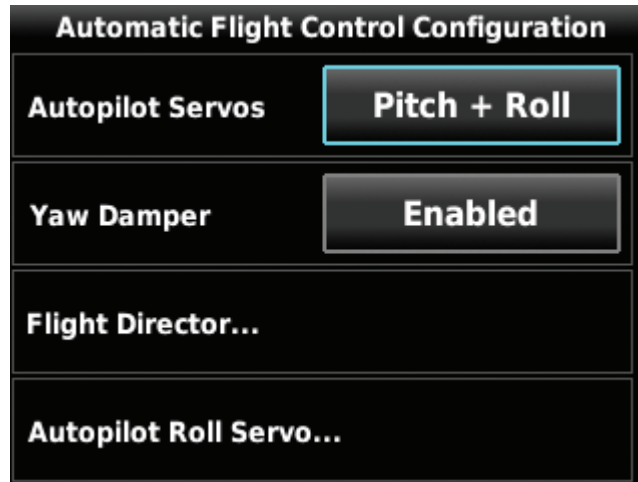 Automatic Flight Control Configuration
Autopilot Servos Pitch + Roll
Yaw Damper Enabled
Flight Director...
Autopilot Roll Servo...